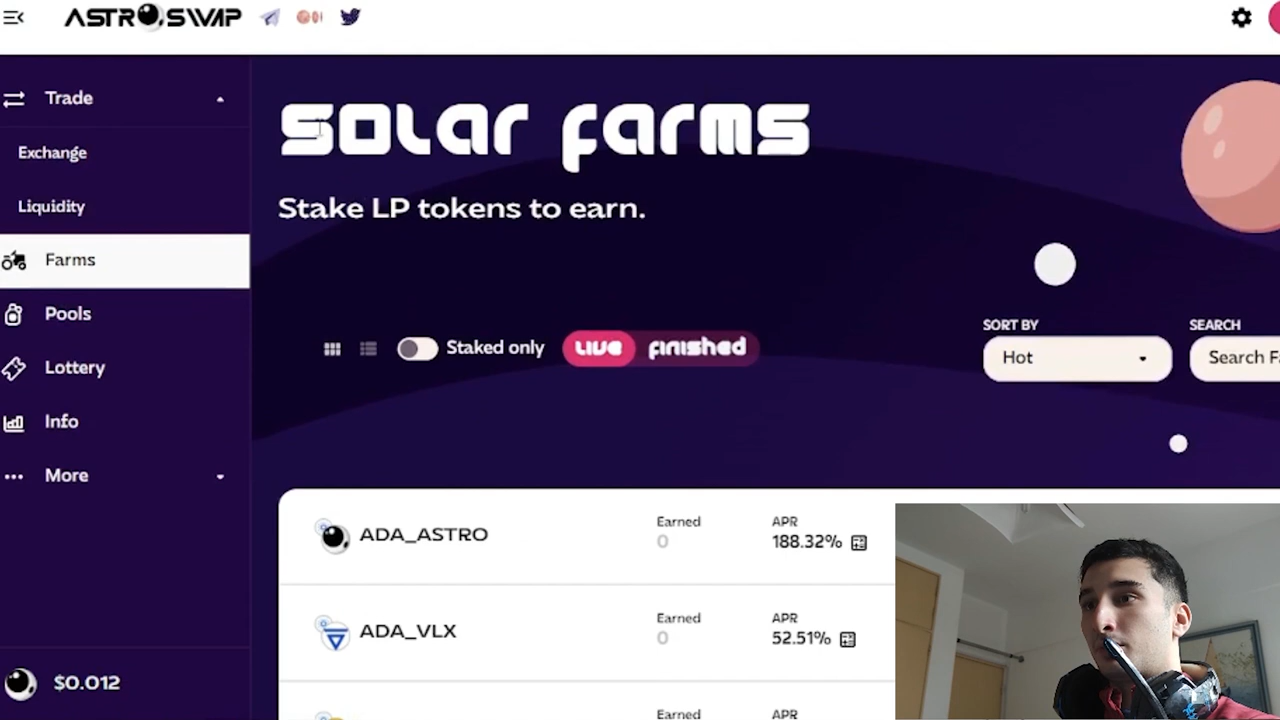 ASTROSWAP
Trade
Exchange
Liquidity
Farms
Pools
Lottery
Info
More
$0.012
SOLAR FARMS
Stake LP tokens to earn.
Staked only
LIVE
FINISHED
SORT BY
Hot
SEARCH
Search F
ADA_ASTRO
Earned
0
APR
188.32%
ADA_VLX
Earned
0
APR
52.51%
Earned
APR